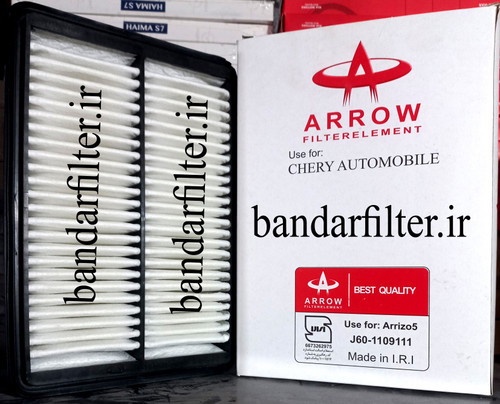 HAIMA S7
HAIMA S7
bandarfilter.ir
bandarfilter.ir
ARROW
FILTERELEMENT
Use for:
CHERY AUTOMOBILE
bandarfilter.ir
ARROW
BEST QUALITY
6073262975
Use for: Arrizo5
J60-1109111
Made in I.R.I